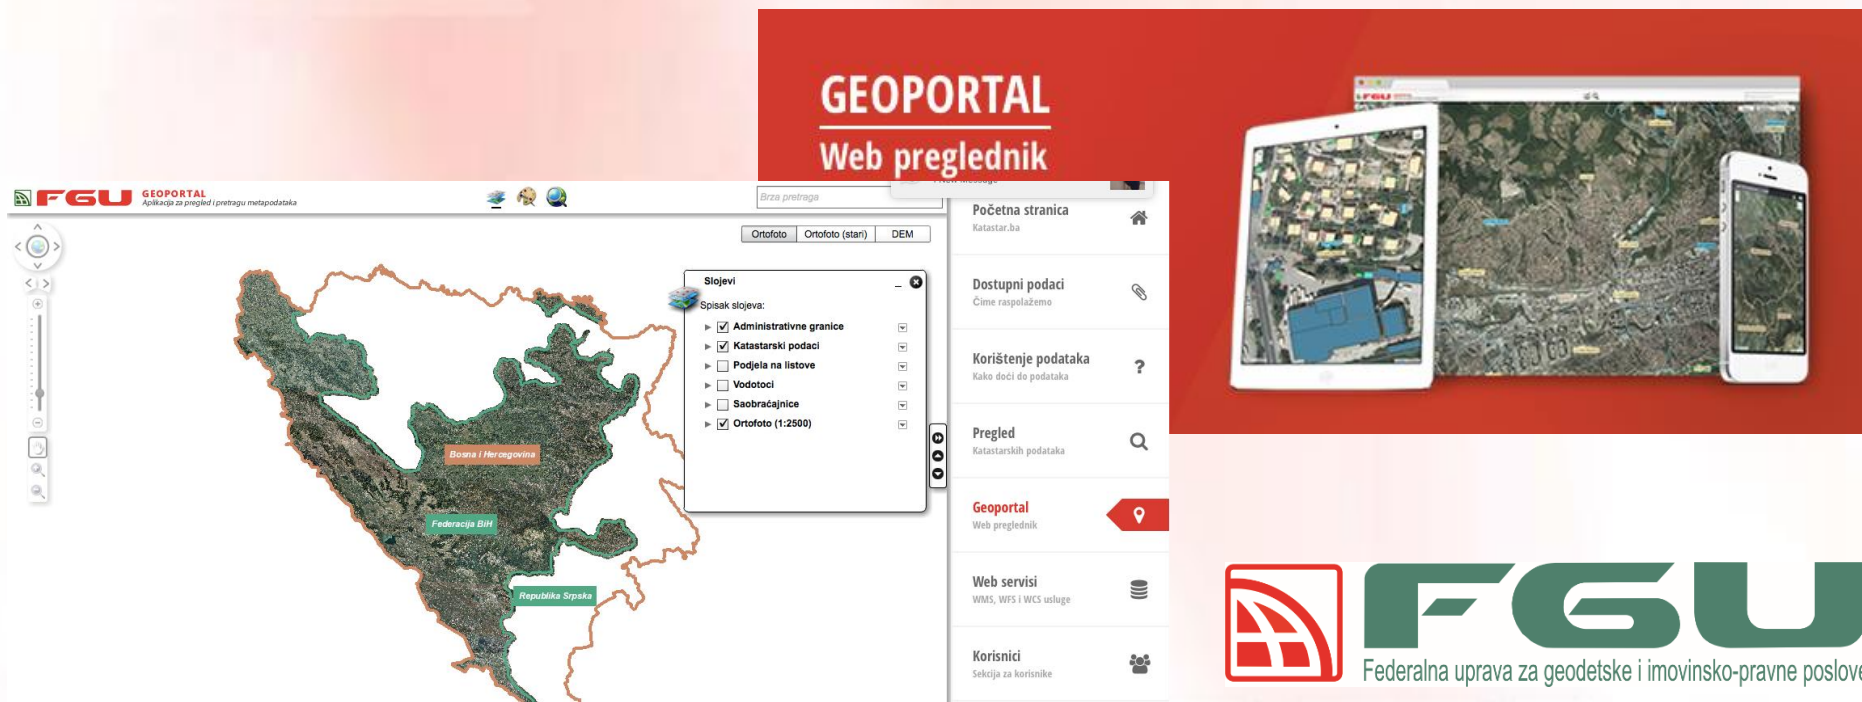 GEOPORTAL
Web preglednik
FGU
GEOPORTAL
Aplikacija za pregled i pretragu metapodataka
Brza pretraga
Ortofoto
Ortofoto (stari)
DEM
Slojevi
Spisak slojeva:
Administrativne granice
Katastarski podaci
Podjela na listove
Vodotoci
Saobraćajnice
Ortofoto (1:2500)
Bosna i Hercegovina
Federacija BiH
Republika Srpska
Početna stranica
Katastar.ba
Dostupni podaci
Čime raspolažemo
Korištenje podataka
Kako doći do podataka
Pregled
Katastarskih podataka
Geoportal
Web preglednik
Web servisi
WMS, WFS i WCS usluge
Korisnici
Sekcija za korisnike
FGU
FGU
Federalna uprava za geodetske i imovinsko-pravne poslove